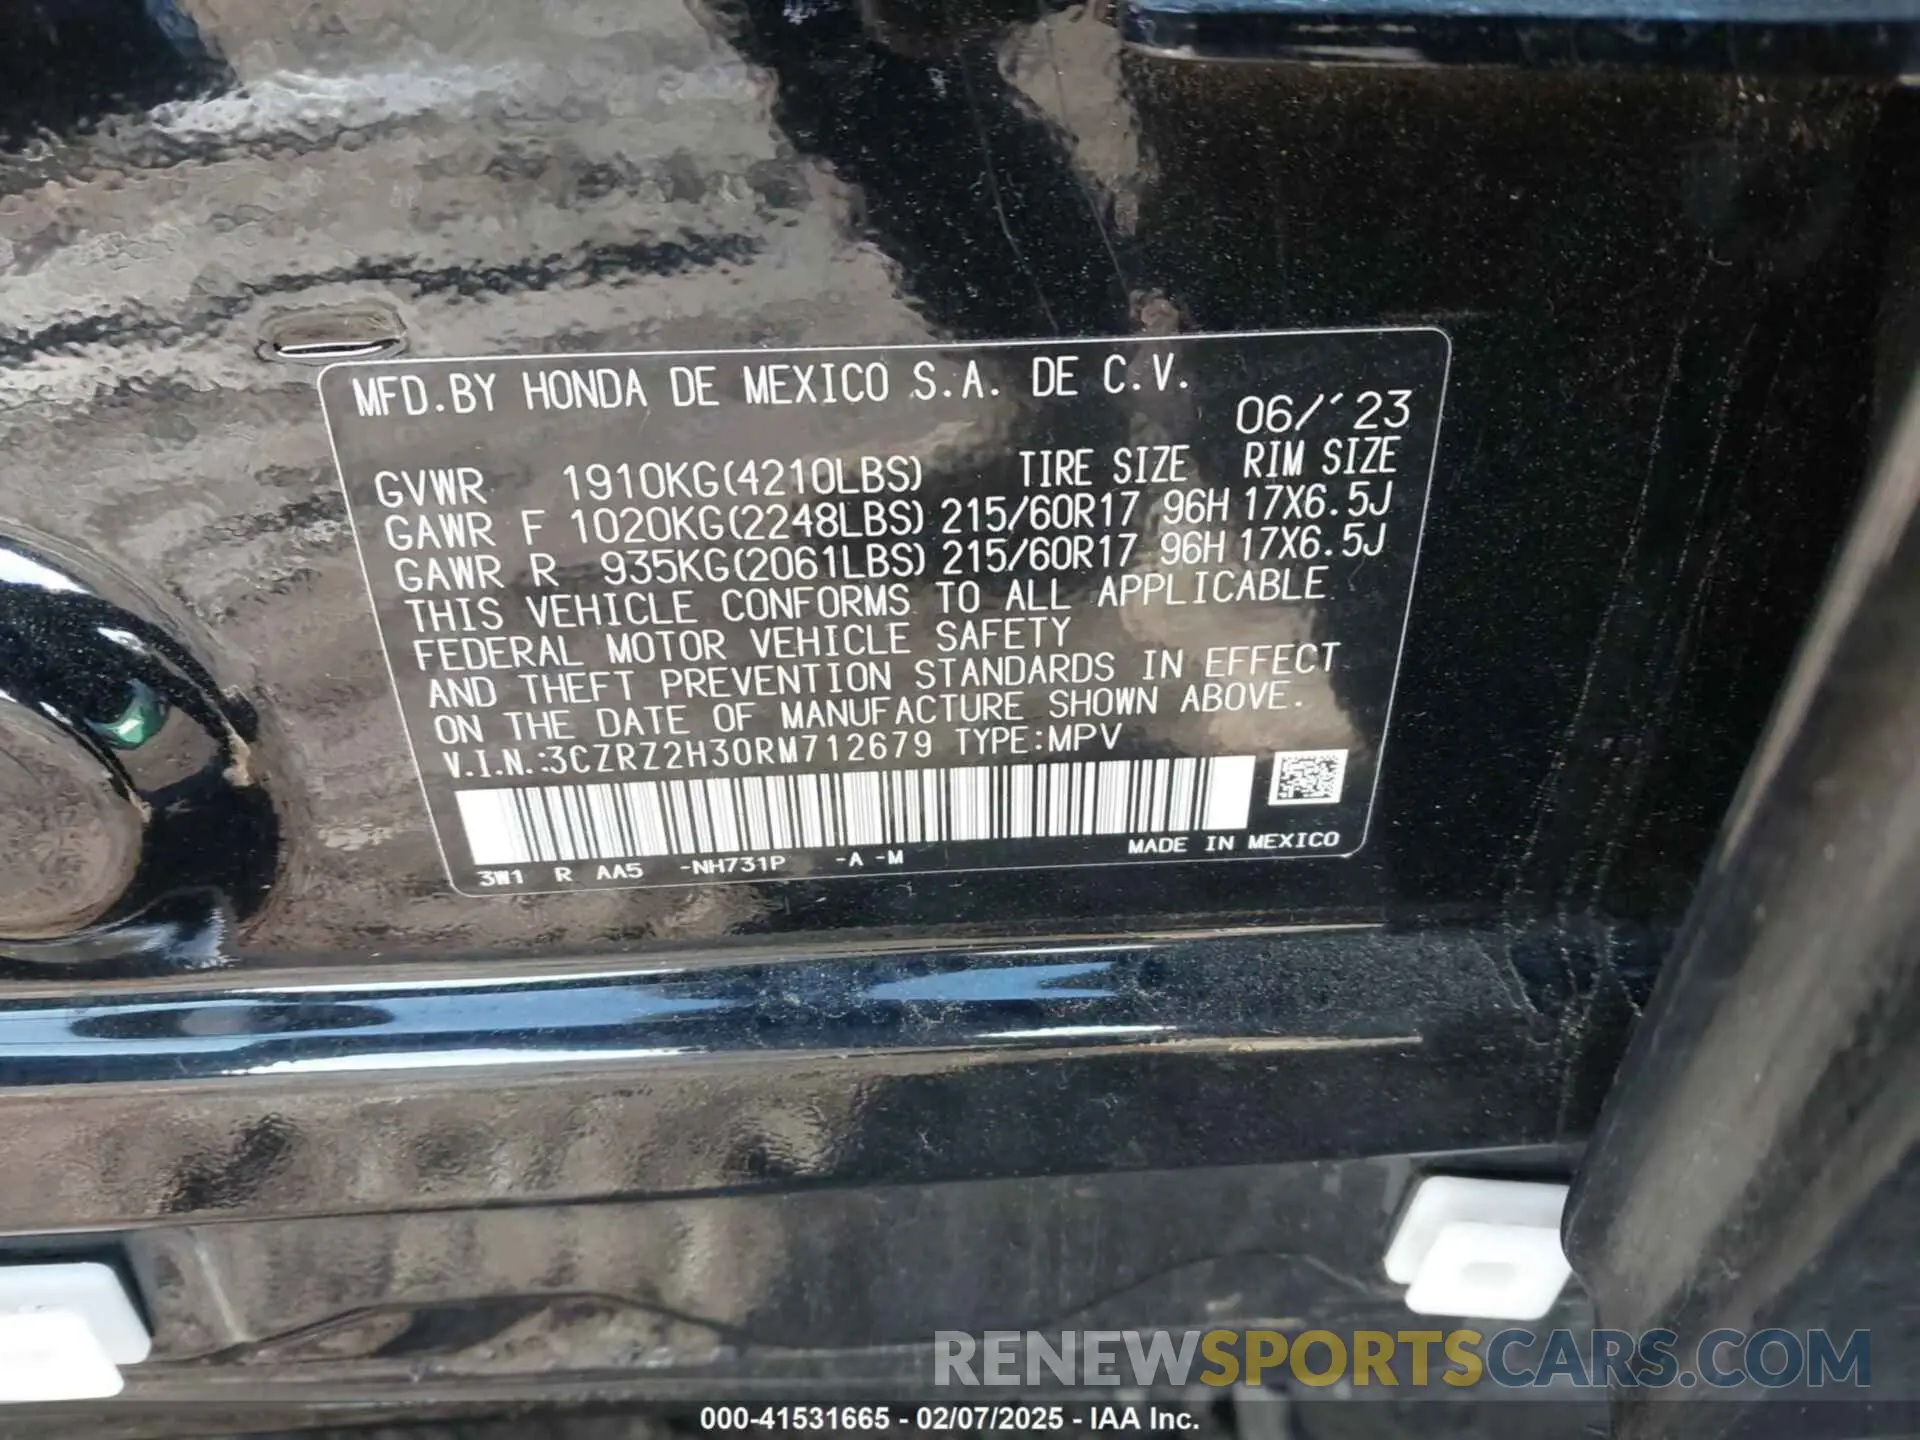 MFD.BY HONDA DE MEXICO S.A. DE C.V.
06/´23
GVWR 1910KG(4210LBS) TIRE SIZE RIM SIZE
GAWR F 1020KG(2248LBS) 215/60R17 96H 17X6.5J
GAWR R 935KG(2061LBS) 215/60R17 96H 17X6.5J
THIS VEHICLE CONFORMS TO ALL APPLICABLE
FEDERAL MOTOR VEHICLE SAFETY
AND THEFT PREVENTION STANDARDS IN EFFECT
ON THE DATE OF MANUFACTURE SHOWN ABOVE.
V.I.N.:3CZRZ2H30RM712679 TYPE:MPV
MADE IN MEXICO
3W1 R AA5 -NH731P -A -M
RENEWSPORTSCARS.COM
000-41531665 - 02/07/2025 - IAA Inc.